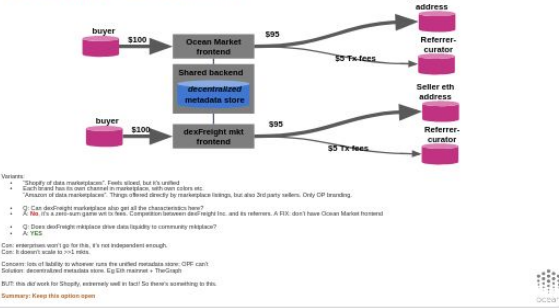 address
buyer
$100
Ocean Market
frontend
$95
Referrer-
curator
$5 Tx fees
Shared backend
decentralized
metadata store
Seller eth
address
buyer
$100
dexFreight mkt
frontend
$95
Referrer-
curator
$5 Tx fees
Variants:
• "Shopify of data marketplaces". Feels siloed, but it's unified
Each brand has its own channel in marketplace, with own colors etc
"Amazon of data marketplaces". Things offered directly by marketplace listings, but also 3rd party sellers. Only OP branding.
• Q: Can dexFreight marketplace also get all the characteristics here?
• A: No, it's a zero-sum game wrt tx fees. Competition between dexFreight Inc. and its referrers. A FIX: don't have Ocean Market frontend
• Q: Does dexFreight mktplace drive data liquidity to community mktplace?
• A: YES
Con: enterprises won't go for this, it's not independent enough.
Con: It doesn't scale to >>1 mkts.
Concern: lots of liability to whoever runs the unified metadata store: OPF can't
Solution: decentralized metadata store. Eg Eth mainnet + TheGraph
BUT: this did work for Shopify, extremely well in fact! So there's something to this.
Summary: Keep this option open
ocean